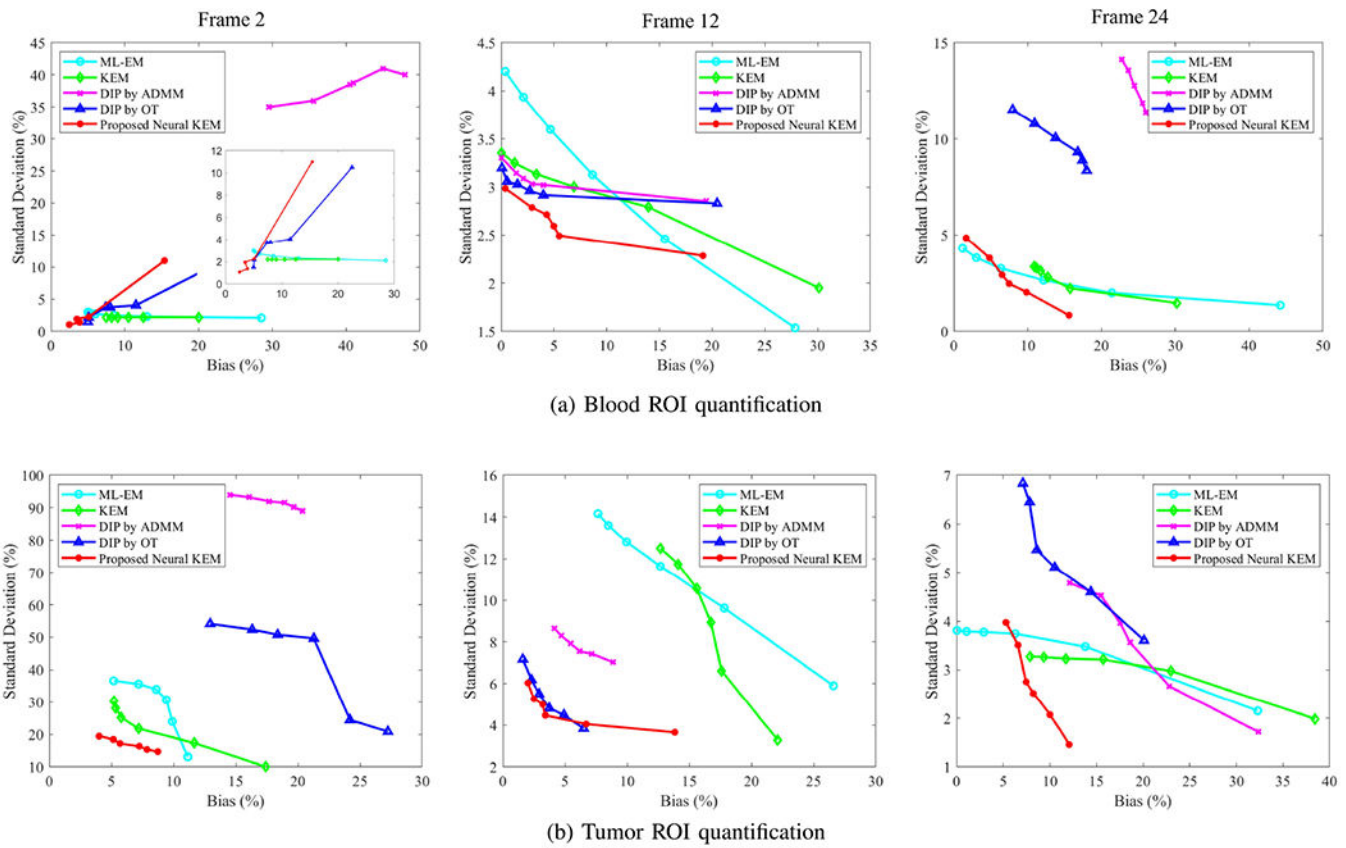 Frame 2
Frame 12
Frame 24
Standard Deviation (%)
45
40
35
30
25
20
15
10
5
0
ML-EM
KEM
DIP by ADMM
DIP by OT
Proposed Neural KEM
12
10
8
6
4
2
0
0 10 20 30
0 10 20 30 40 50
Bias (%)
Standard Deviation (%)
4.5
4
3.5
3
2.5
2
1.5
ML-EM
KEM
DIP by ADMM
DIP by OT
Proposed Neural KEM
0 5 10 15 20 25 30 35
Bias (%)
Standard Deviation (%)
15
10
5
0
ML-EM
KEM
DIP by ADMM
DIP by OT
Proposed Neural KEM
0 10 20 30 40 50
Bias (%)
(a) Blood ROI quantification
Standard Deviation (%)
100
90
80
70
60
50
40
30
20
10
ML-EM
KEM
DIP by ADMM
DIP by OT
Proposed Neural KEM
0 5 10 15 20 25 30
Bias (%)
Standard Deviation (%)
16
14
12
10
8
6
4
2
ML-EM
KEM
DIP by ADMM
DIP by OT
Proposed Neural KEM
0 5 10 15 20 25 30
Bias (%)
Standard Deviation (%)
7
6
5
4
3
2
1
ML-EM
KEM
DIP by ADMM
DIP by OT
Proposed Neural KEM
0 5 10 15 20 25 30 35 40
Bias (%)
(b) Tumor ROI quantification